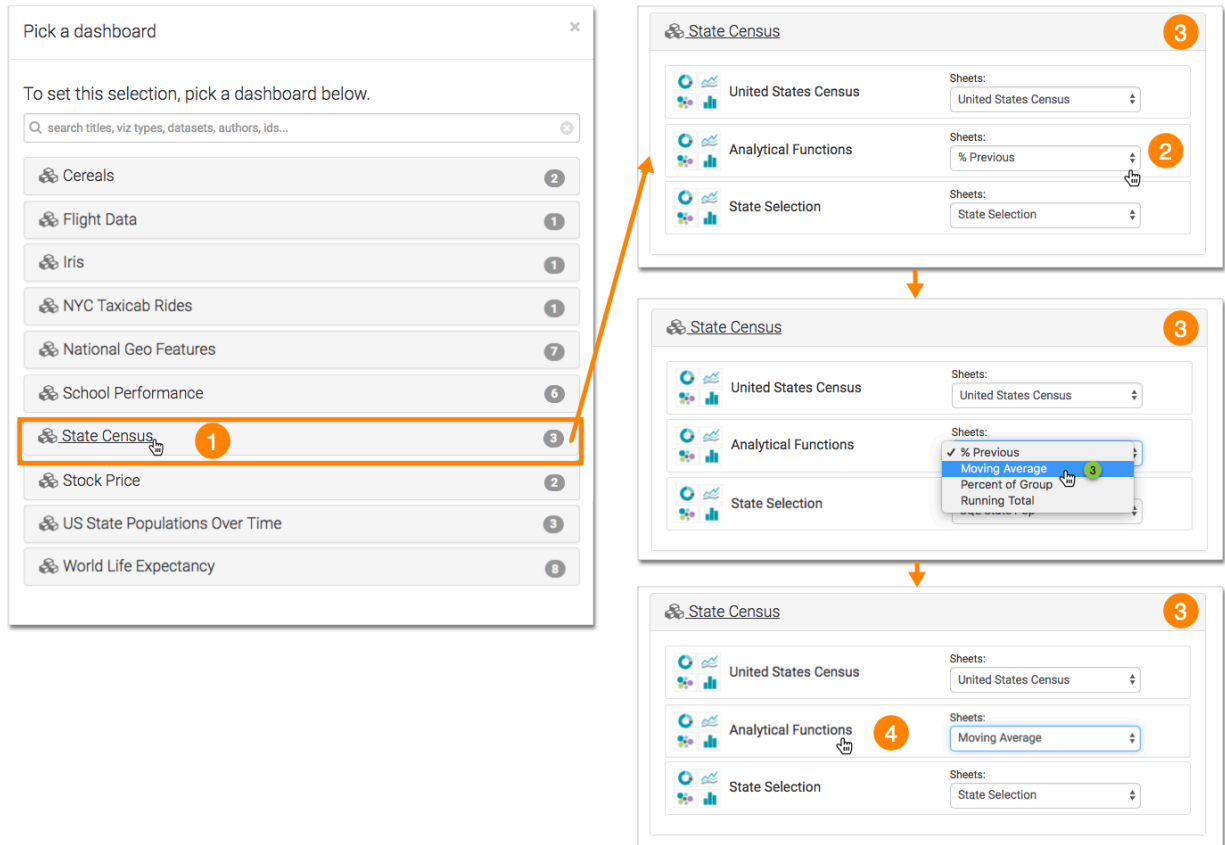 Pick a dashboard
×
To set this selection, pick a dashboard below.
search titles, viz types, datasets, authors, ids...
Cereals 2
Flight Data 1
Iris 1
NYC Taxicab Rides 1
National Geo Features 7
School Performance 6
State Census 1 3
Stock Price 2
US State Populations Over Time 3
World Life Expectancy 8
State Census 3
Sheets:
United States Census United States Census
Sheets:
Analytical Functions % Previous 2
Sheets:
State Selection State Selection
State Census 3
Sheets:
United States Census United States Census
Sheets:
Analytical Functions ✓ % Previous
Moving Average 3
Percent of Group
Running Total
State Selection
State Census 3
Sheets:
United States Census United States Census
Sheets:
Analytical Functions 4 Moving Average
Sheets:
State Selection State Selection